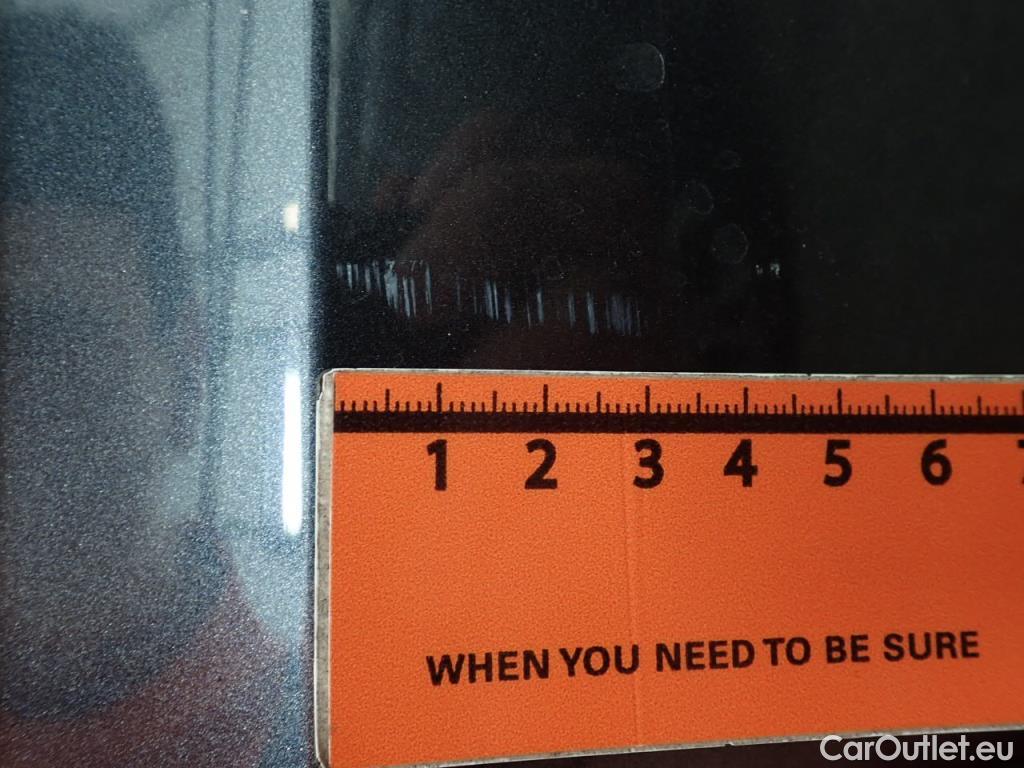 1 2 3 4 5 6
WHEN YOU NEED TO BE SURE
CarOutlet.eu